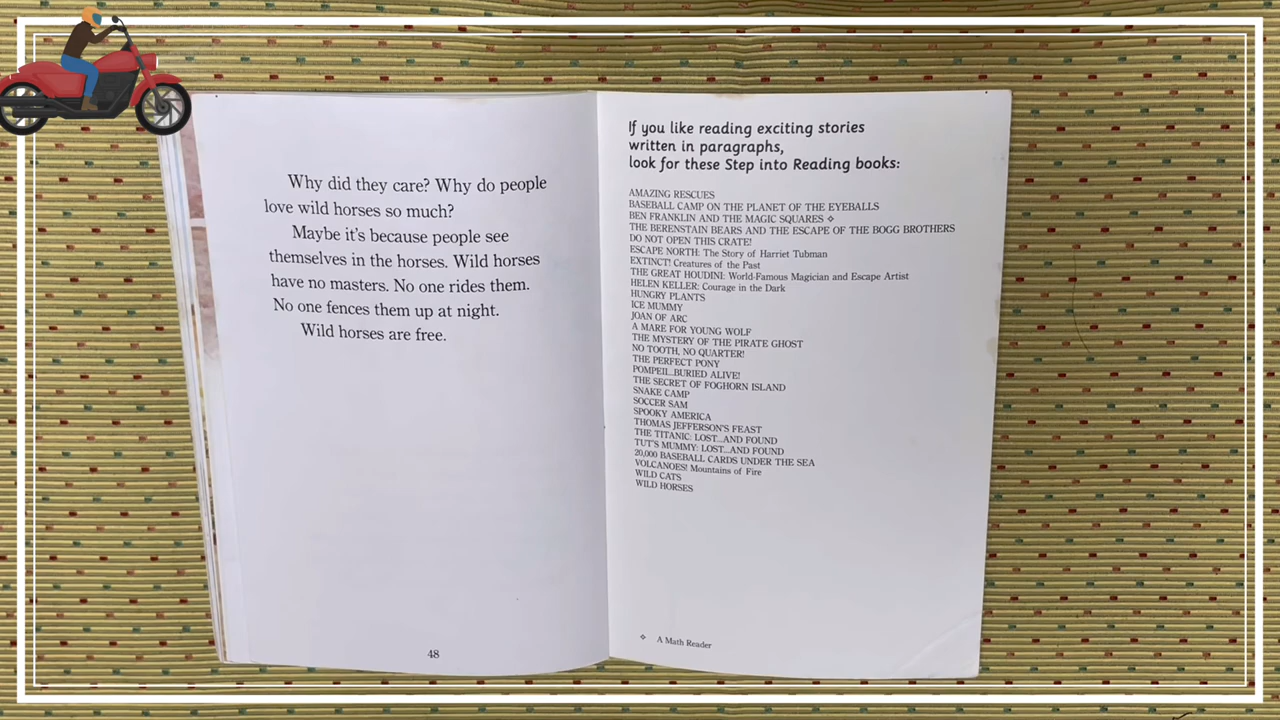 Why did they care? Why do people
love wild horses so much?
Maybe it's because people see
themselves in the horses. Wild horses
have no masters. No one rides them.
No one fences them up at night.
Wild horses are free.
48
If you like reading exciting stories
written in paragraphs,
look for these Step into Reading books:
AMAZING RESCUES
BASEBALL CAMP ON THE PLANET OF THE EYEBALLS
BEN FRANKLIN AND THE MAGIC SQUARES ❖
THE BERENSTAIN BEARS AND THE ESCAPE OF THE BOGG BROTHERS
DO NOT OPEN THIS CRATE!
ESCAPE NORTH: The Story of Harriet Tubman
EXTINCT! Creatures of the Past
THE GREAT HOUDINI: World-Famous Magician and Escape Artist
HELEN KELLER: Courage in the Dark
HUNGRY PLANTS
ICE MUMMY
JOAN OF ARC
A MARE FOR YOUNG WOLF
THE MYSTERY OF THE PIRATE GHOST
NO TOOTH, NO QUARTER!
THE PERFECT PONY
POMPEII...BURIED ALIVE!
THE SECRET OF FOGHORN ISLAND
SNAKE CAMP
SOCCER SAM
SPOOKY AMERICA
THOMAS JEFFERSON'S FEAST
THE TITANIC: LOST...AND FOUND
TUT'S MUMMY: LOST...AND FOUND
20,000 BASEBALL CARDS UNDER THE SEA
VOLCANOES! Mountains of Fire
WILD CATS
WILD HORSES
❖ A Math Reader